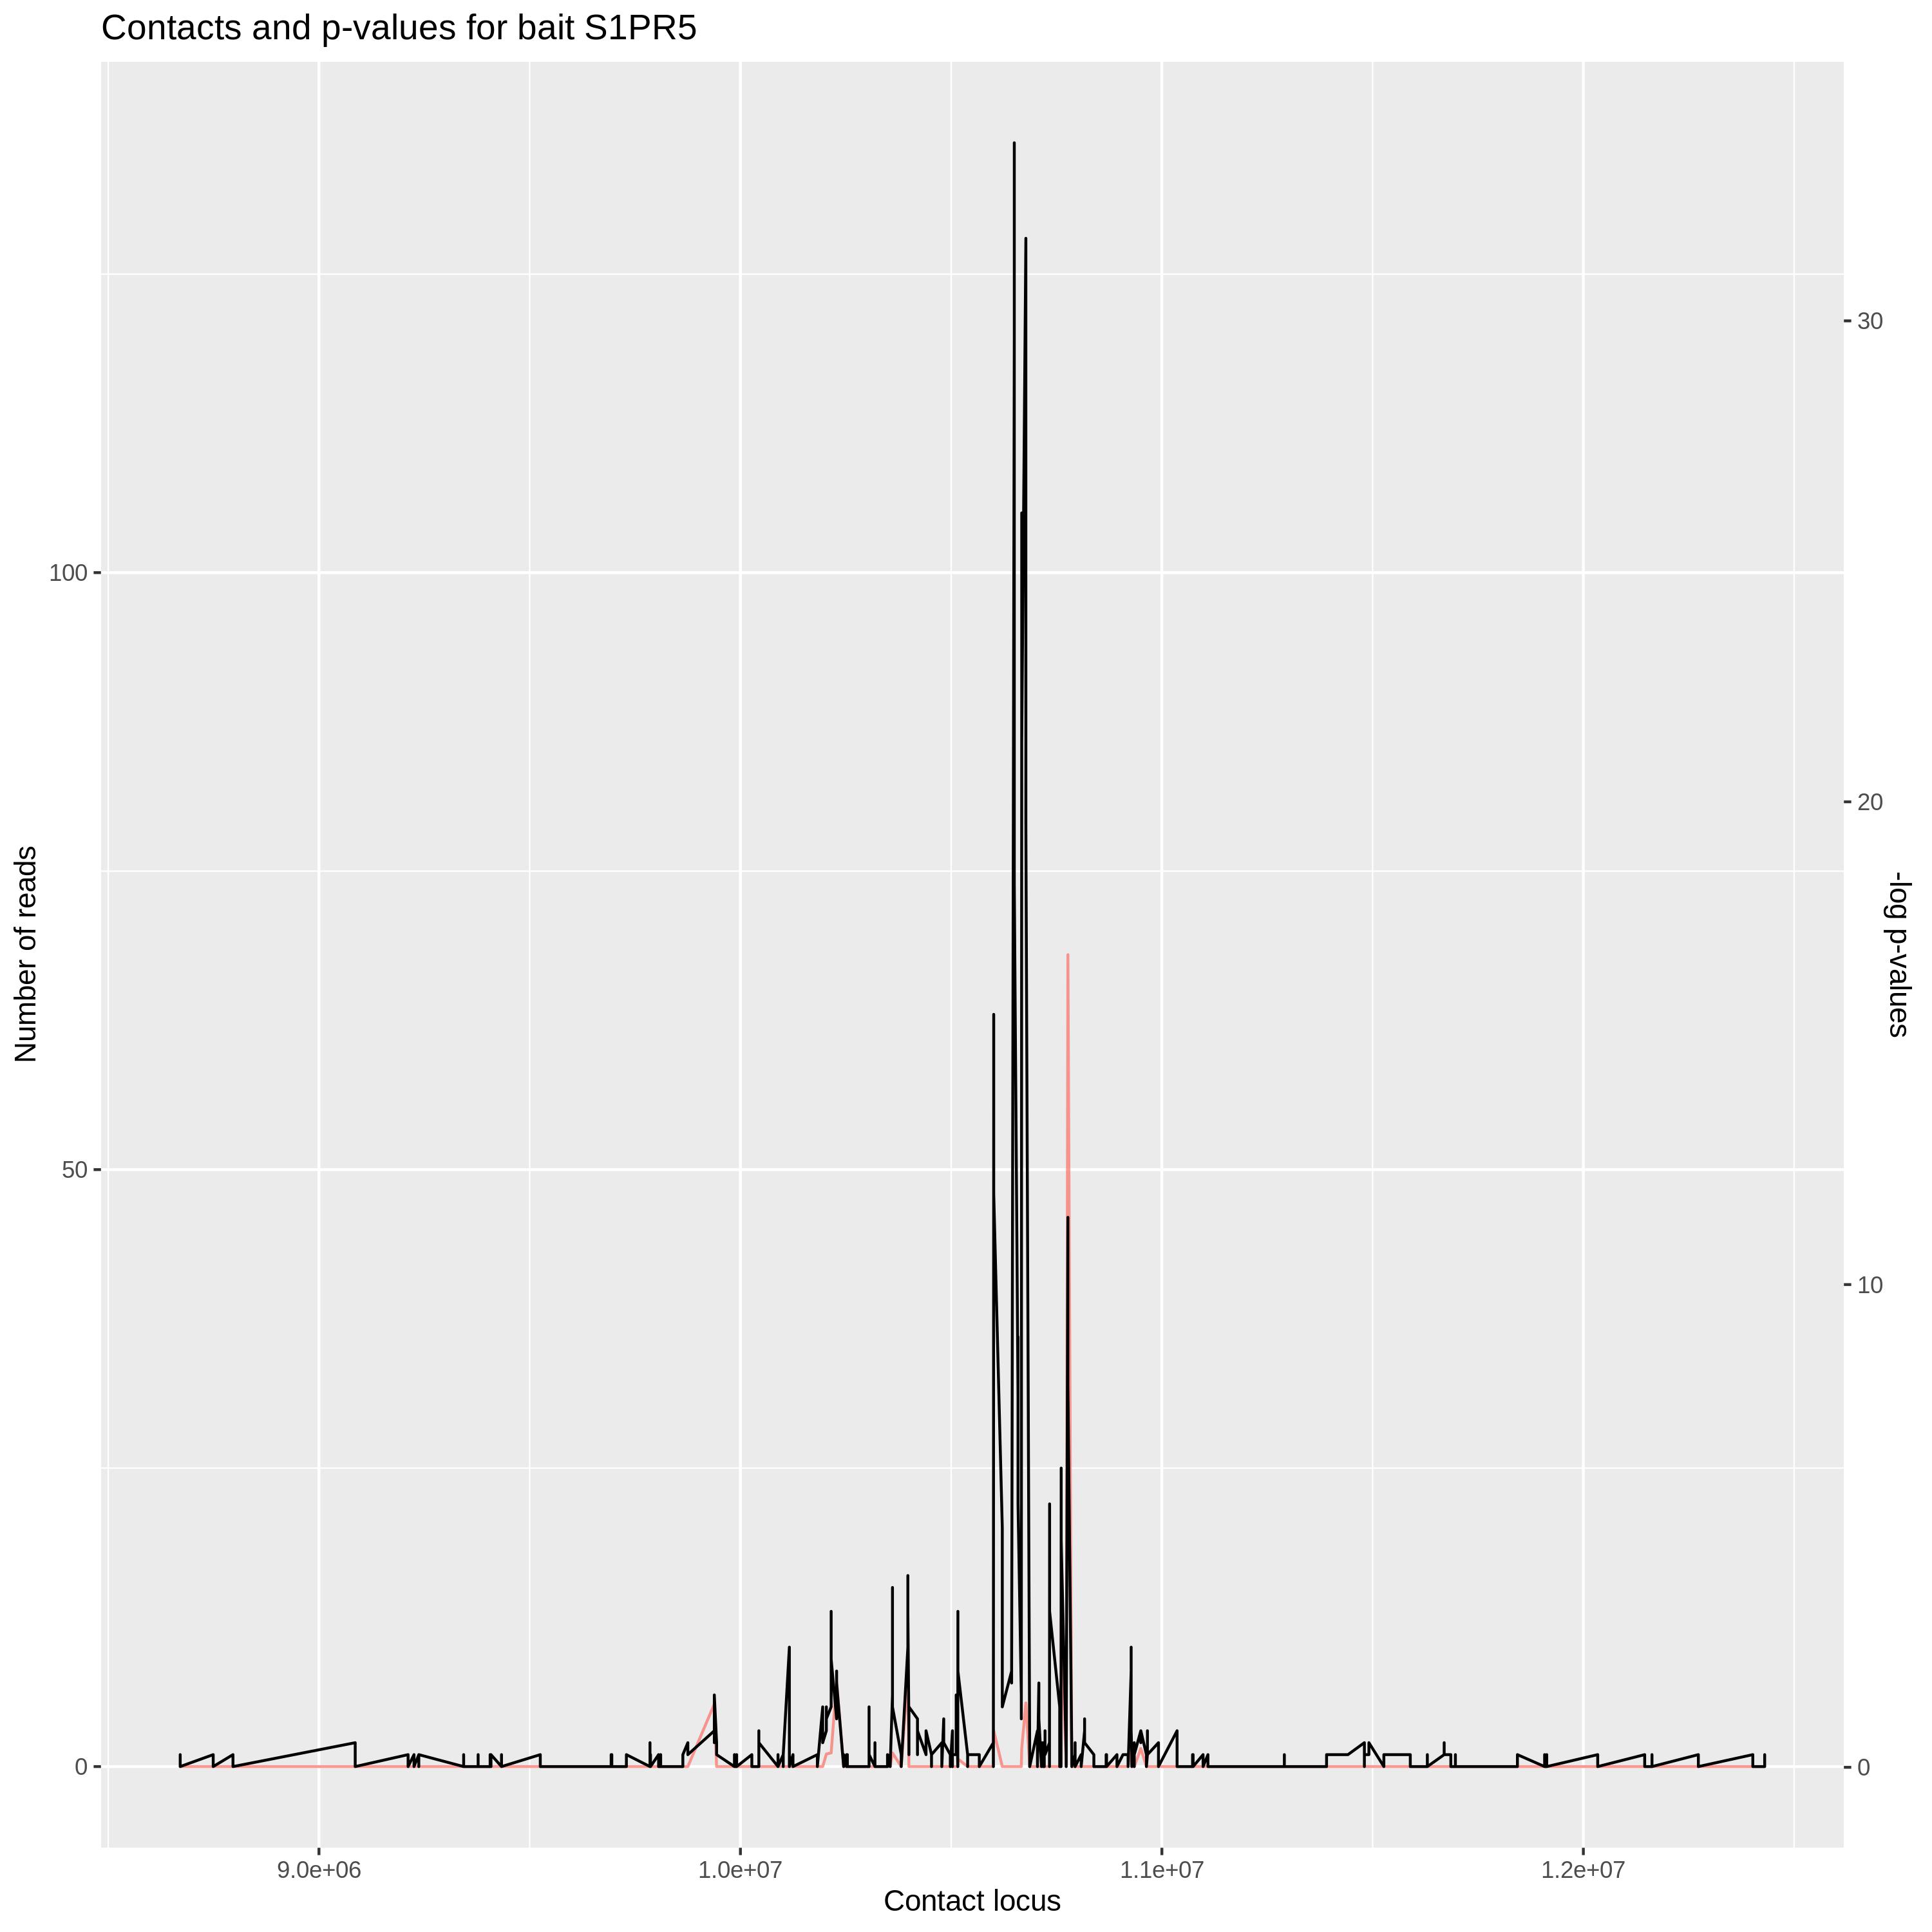 Contacts and p-values for bait S1PR5
Number of reads
100
50
0
30
20
10
0
-log p-values
9.0e+06
1.0e+07
1.1e+07
1.2e+07
Contact locus